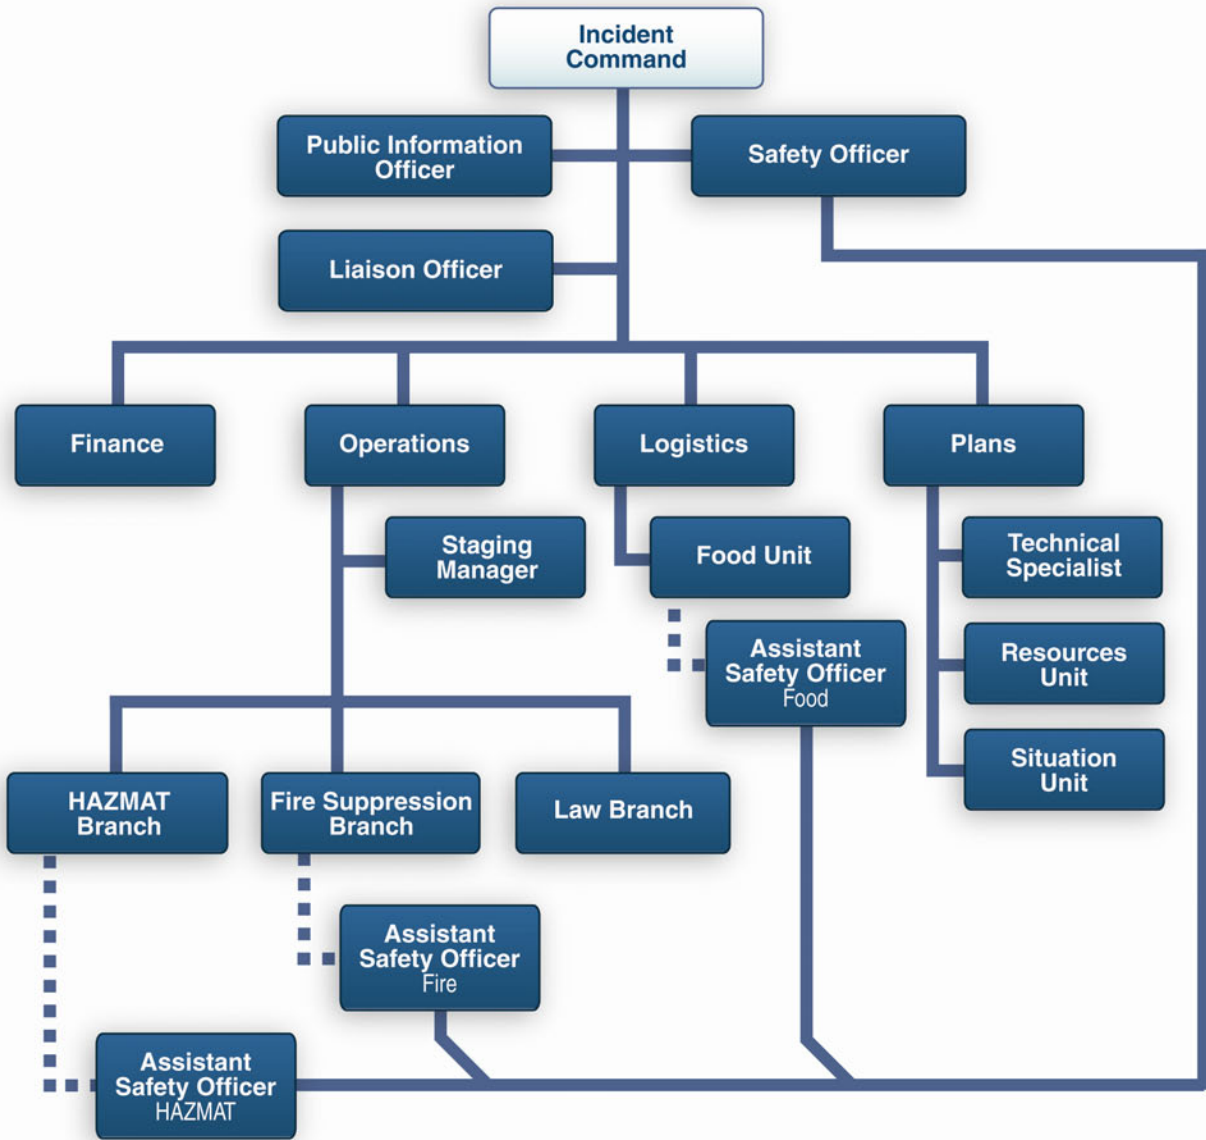 Incident
Command
Public Information
Officer
Safety Officer
Liaison Officer
Finance
Operations
Logistics
Plans
Staging
Manager
Food Unit
Technical
Specialist
Assistant
Safety Officer
Food
Resources
Unit
Situation
Unit
HAZMAT
Branch
Fire Suppression
Branch
Law Branch
Assistant
Safety Officer
Fire
Assistant
Safety Officer
HAZMAT